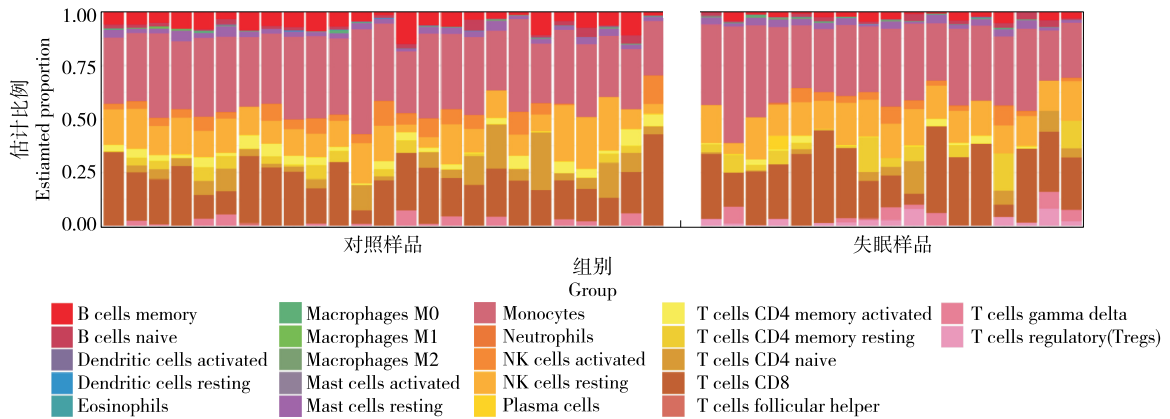 1.00
0.75
0.50
0.25
0.00
估计比例
Estiamted proportion
对照样品 失眠样品
组别
Group
B cells memory
B cells naive
Dendritic cells activated
Dendritic cells resting
Eosinophils
Macrophages M0
Macrophages M1
Macrophages M2
Mast cells activated
Mast cells resting
Monocytes
Neutrophils
NK cells activated
NK cells resting
Plasma cells
T cells CD4 memory activated
T cells CD4 memory resting
T cells CD4 naive
T cells CD8
T cells follicular helper
T cells gamma delta
T cells regulatory(Tregs)